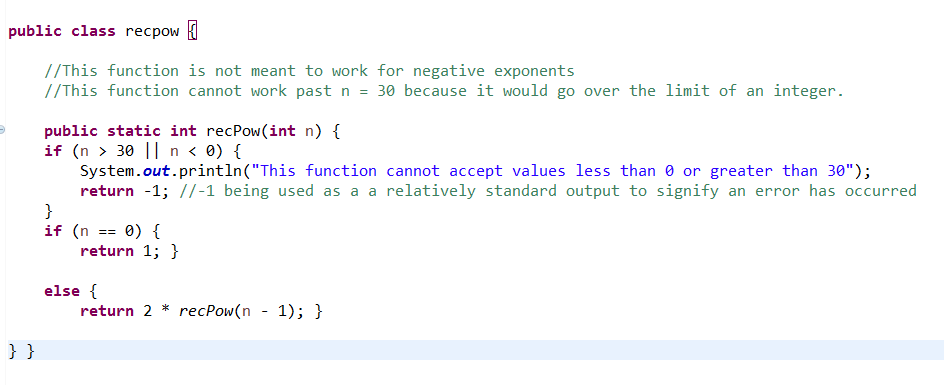 public class recpow {
//This function is not meant to work for negative exponents
//This function cannot work past n = 30 because it would go over the limit of an integer.
public static int recPow(int n) {
if (n > 30 || n < 0) {
System.out.println("This function cannot accept values less than 0 or greater than 30");
return -1; //-1 being used as a a relatively standard output to signify an error has occurred
}
if (n == 0) {
return 1; }
else {
return 2 * recPow(n - 1); }
} }